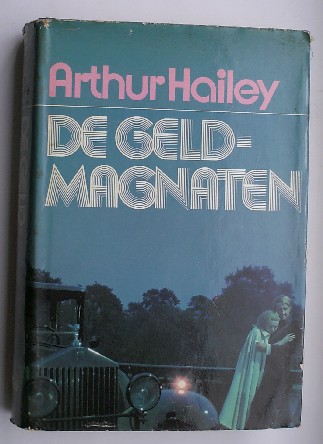 Arthur Hailey
DE GELD-
MAGNATEN